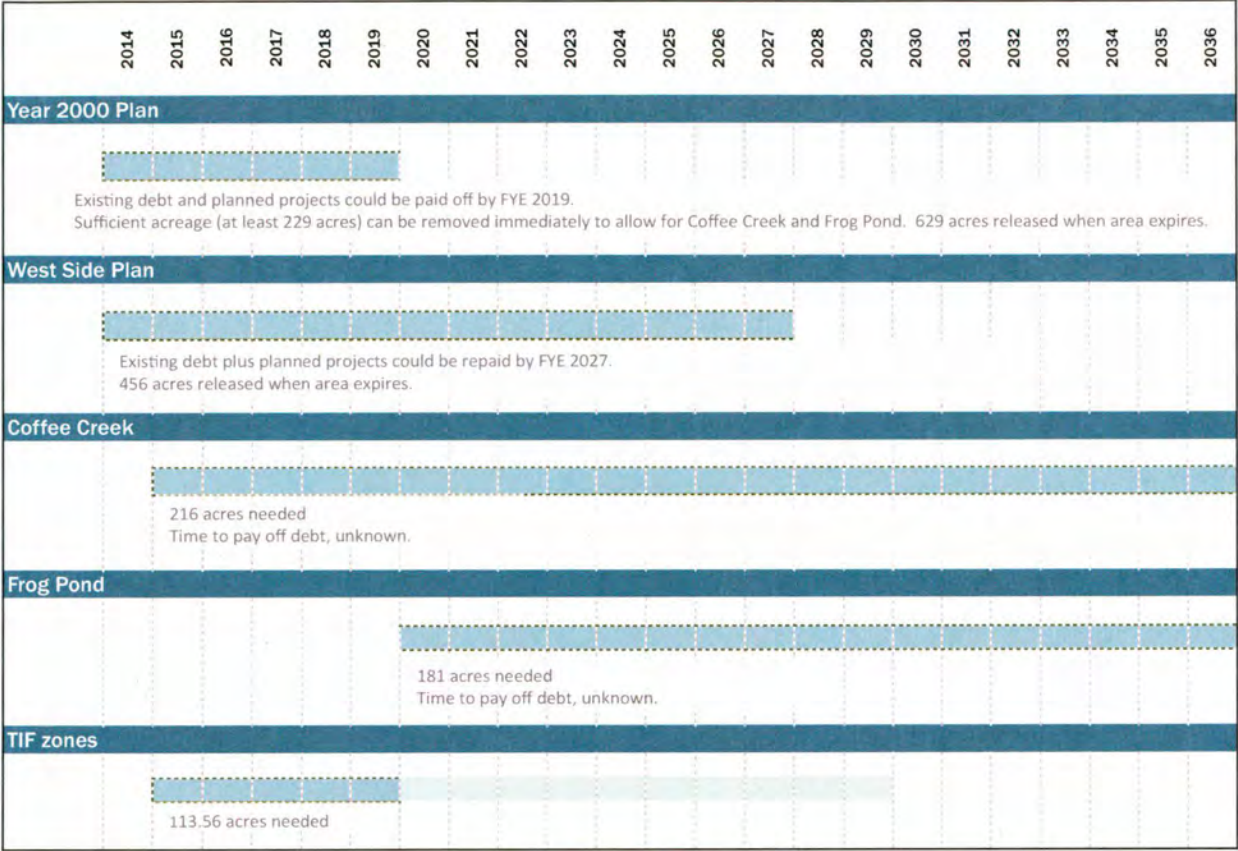 2014 2015 2016 2017 2018 2019 2020 2021 2022 2023 2024 2025 2026 2027 2028 2029 2030 2031 2032 2033 2034 2035 2036
Year 2000 Plan
Existing debt and planned projects could be paid off by FYE 2019.
Sufficient acreage (at least 229 acres) can be removed immediately to allow for Coffee Creek and Frog Pond. 629 acres released when area expires.
West Side Plan
Existing debt plus planned projects could be repaid by FYE 2027.
456 acres released when area expires.
Coffee Creek
216 acres needed
Time to pay off debt, unknown.
Frog Pond
181 acres needed
Time to pay off debt, unknown.
TIF zones
113.56 acres needed